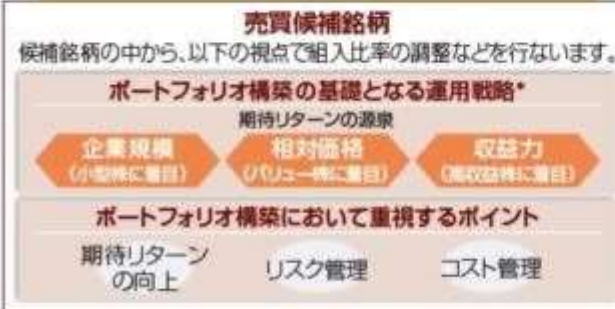 売買候補銘柄
候補銘柄の中から、以下の視点で組入比率の調整などを行ないます。
ポートフォリオ構築の基礎となる運用戦略*
期待リターンの源泉
企業規模 相対価格 収益力
(小型株に着目) (バリュー株に着目) (高収益株に着目)
ポートフォリオ構築において重視するポイント
期待リターン
の向上 リスク管理 コスト管理